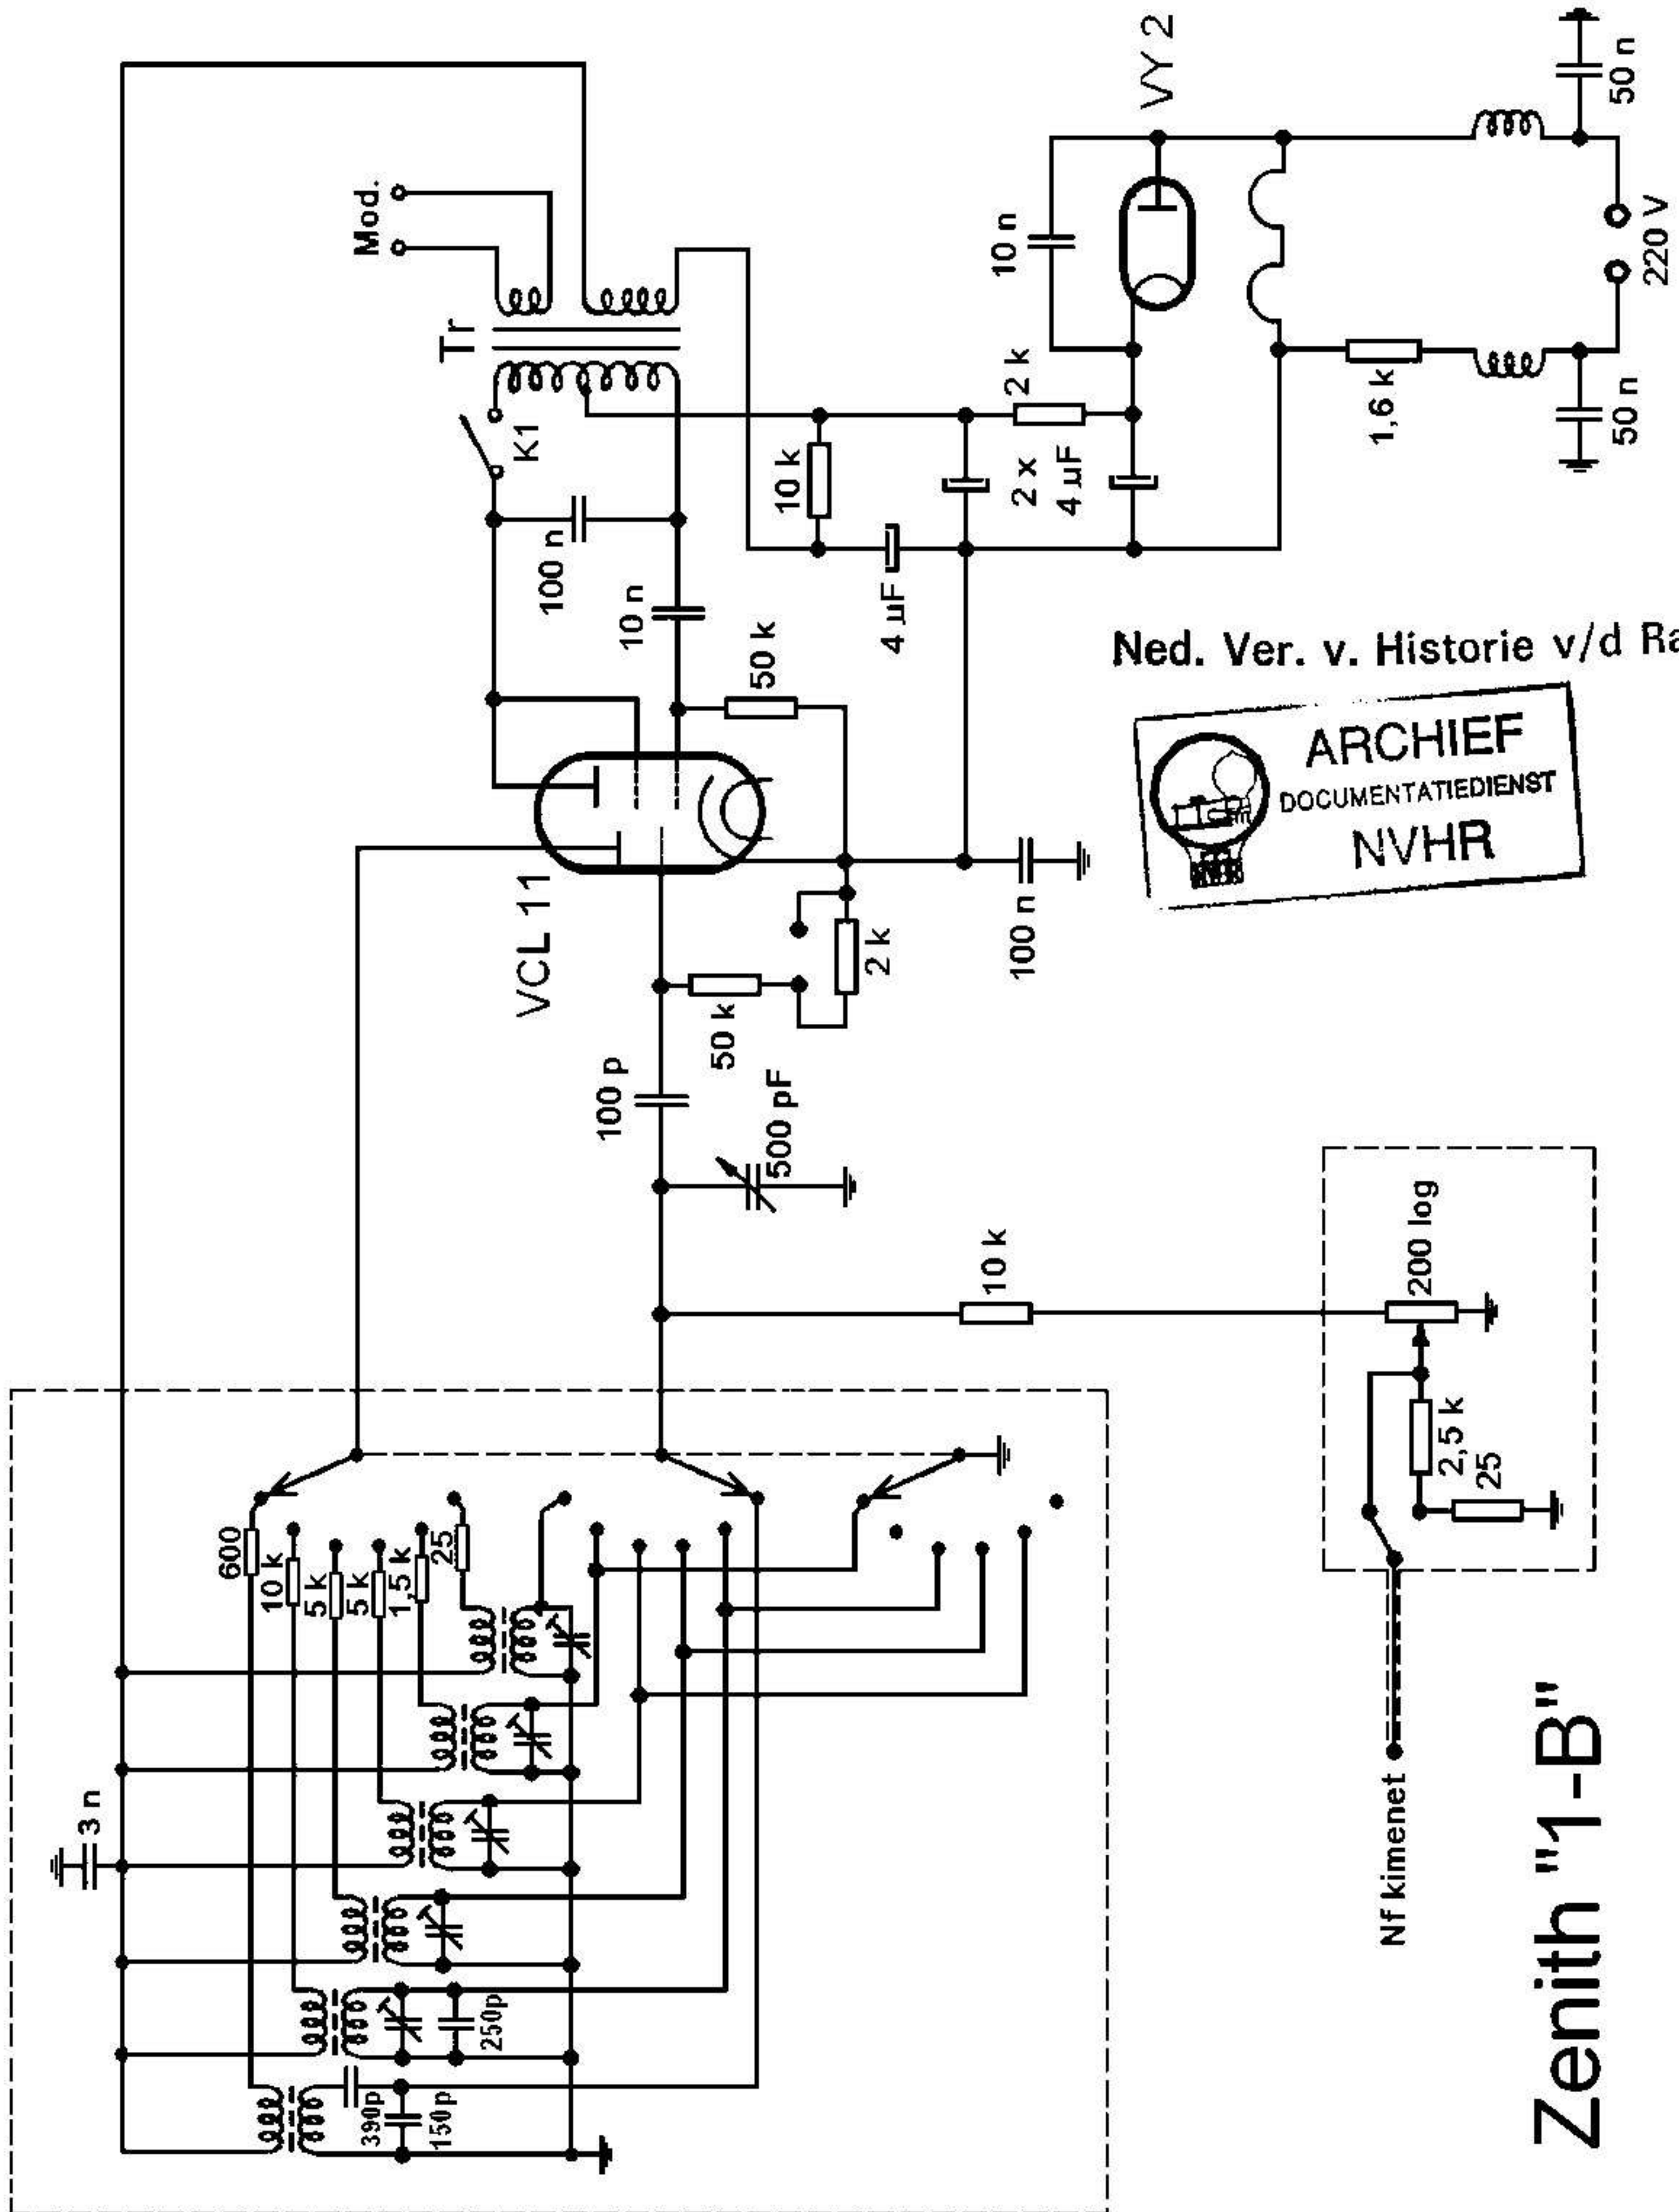 3 n
600
10 k
5 k
5 k
1,5 k
25
390p
150p
250p
VCL 11
100 p
500 pF
50 k
2 k
100 n
50 k
10 n
100 n
K1
Tr
Mod.
10 k
4 µF
2 x
4 µF
2 k
10 n
VY 2
1,6 k
50 n
50 n
220 V
10 k
200 log
2,5 k
25
Nf kimenet
Zenith "1-B"
Ned. Ver. v. Historie v/d Ra
ARCHIEF
DOCUMENTATIEDIENST
NVHR